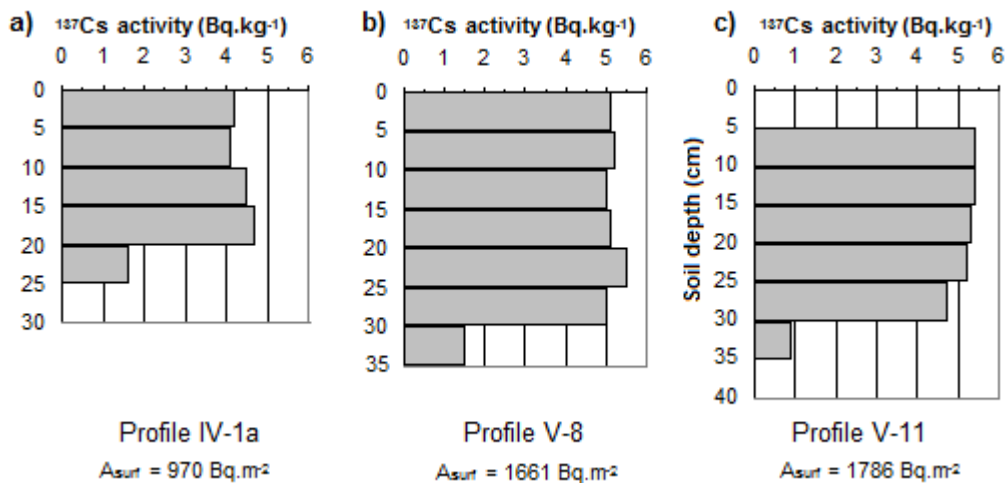 a) ¹³⁷Cs activity (Bq.kg⁻¹)
0 1 2 3 4 5 6
0
5
10
15
20
25
30
Profile IV-1a
Asurf = 970 Bq.m⁻²
b) ¹³⁷Cs activity (Bq.kg⁻¹)
0 1 2 3 4 5 6
0
5
10
15
20
25
30
35
Profile V-8
Asurf = 1661 Bq.m⁻²
c) ¹³⁷Cs activity (Bq.kg⁻¹)
0 1 2 3 4 5 6
Soil depth (cm)
0
5
10
15
20
25
30
35
40
Profile V-11
Asurf = 1786 Bq.m⁻²